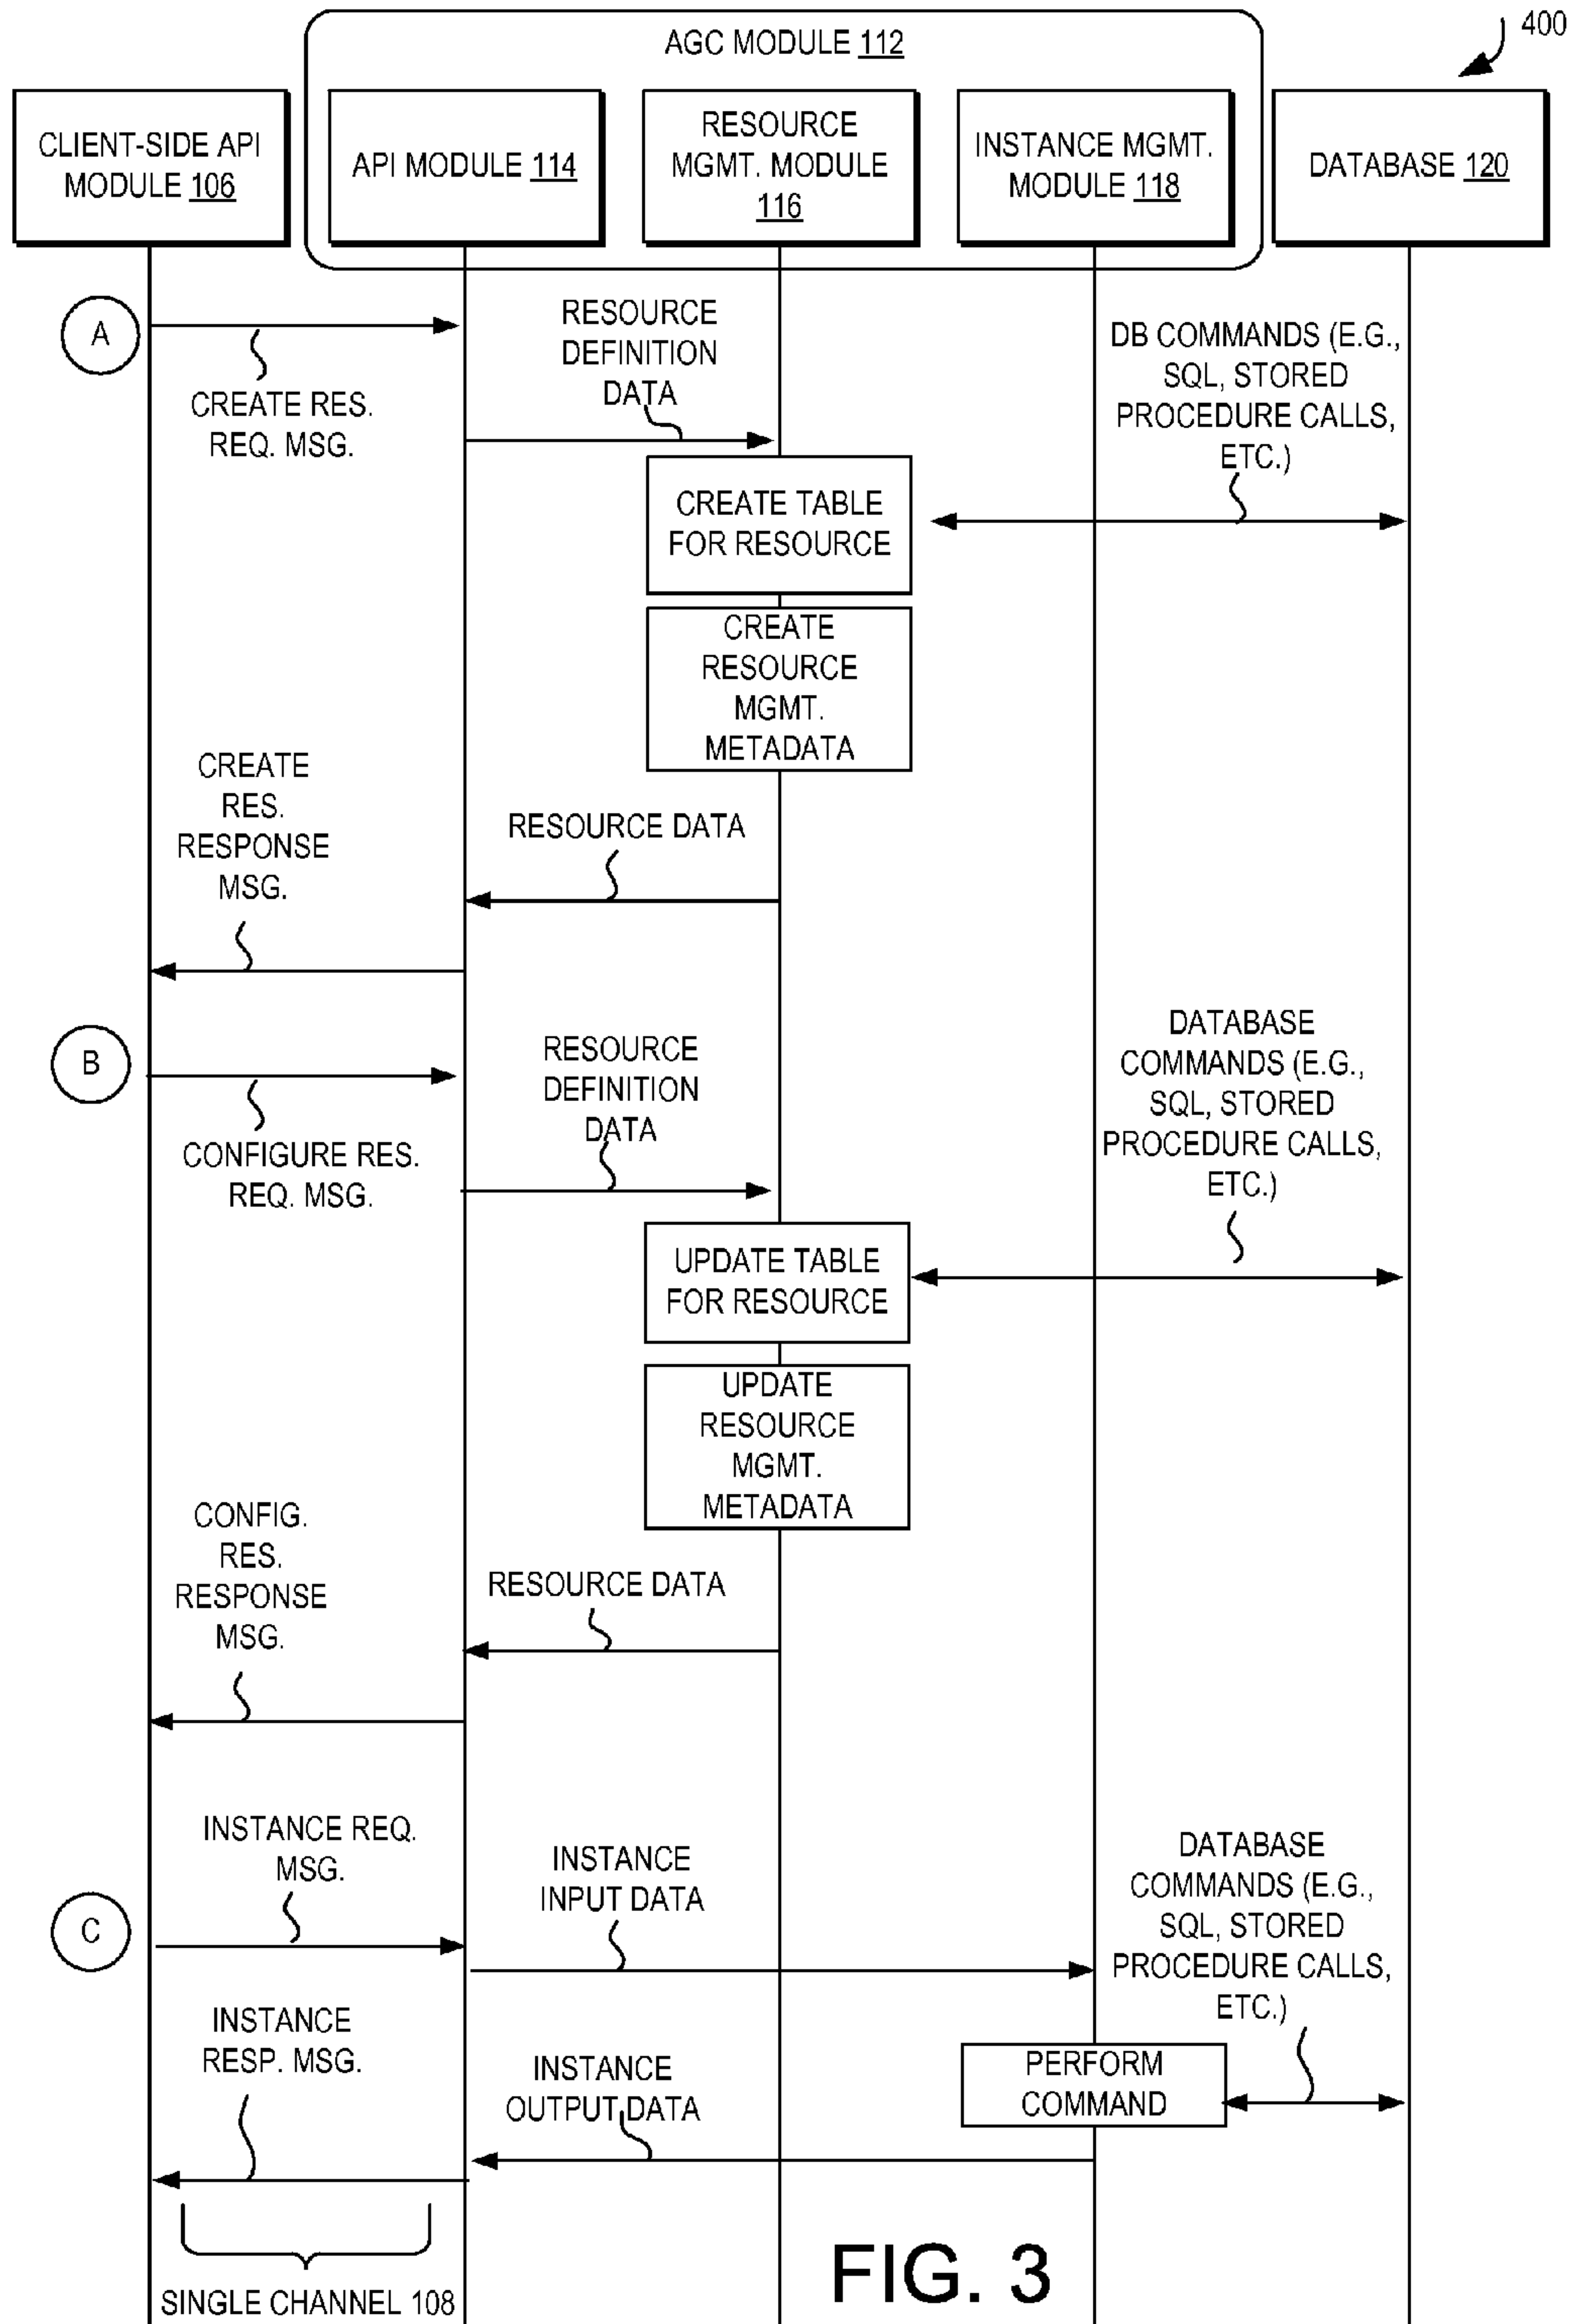 400
AGC MODULE 112
CLIENT-SIDE API
MODULE 106
API MODULE 114
RESOURCE
MGMT. MODULE
116
INSTANCE MGMT.
MODULE 118
DATABASE 120
A
CREATE RES.
REQ. MSG.
RESOURCE
DEFINITION
DATA
DB COMMANDS (E.G.,
SQL, STORED
PROCEDURE CALLS,
ETC.)
CREATE TABLE
FOR RESOURCE
CREATE
RESOURCE
MGMT.
METADATA
CREATE
RES.
RESPONSE
MSG.
RESOURCE DATA
B
CONFIGURE RES.
REQ. MSG.
RESOURCE
DEFINITION
DATA
DATABASE
COMMANDS (E.G.,
SQL, STORED
PROCEDURE CALLS,
ETC.)
UPDATE TABLE
FOR RESOURCE
UPDATE
RESOURCE
MGMT.
METADATA
CONFIG.
RES.
RESPONSE
MSG.
RESOURCE DATA
INSTANCE REQ.
MSG.
C
INSTANCE
INPUT DATA
DATABASE
COMMANDS (E.G.,
SQL, STORED
PROCEDURE CALLS,
ETC.)
INSTANCE
RESP. MSG.
INSTANCE
OUTPUT DATA
PERFORM
COMMAND
SINGLE CHANNEL 108
FIG. 3